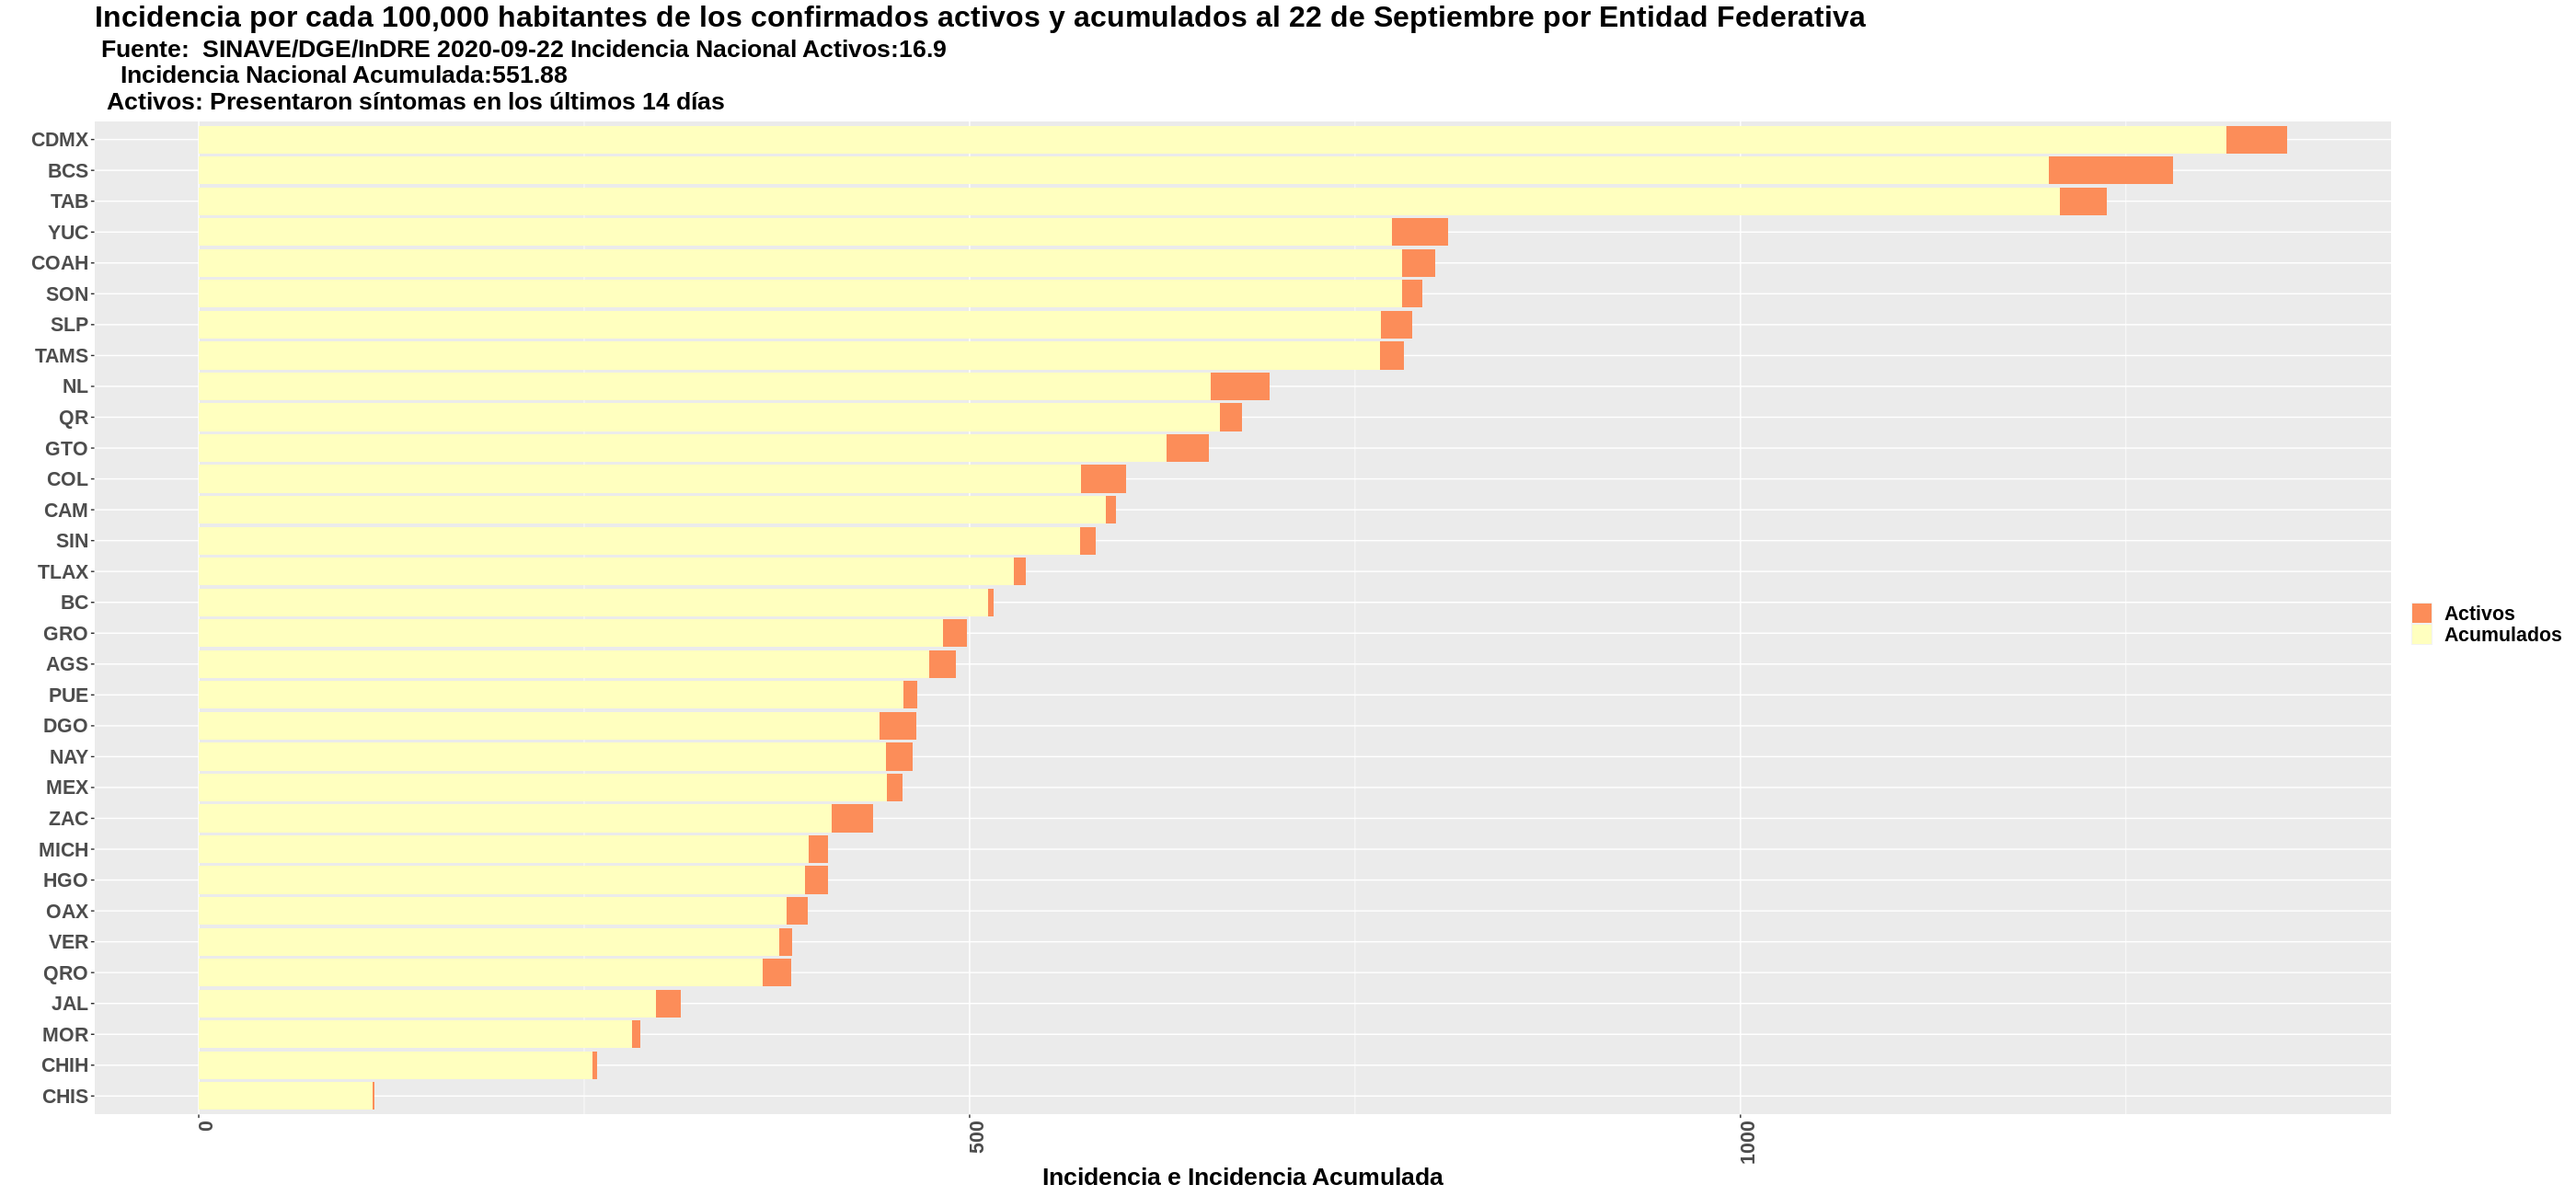 Incidencia por cada 100,000 habitantes de los confirmados activos y acumulados al 22 de Septiembre por Entidad Federativa
Fuente:  SINAVE/DGE/InDRE 2020-09-22 Incidencia Nacional Activos:16.9
Incidencia Nacional Acumulada:551.88
Activos: Presentaron síntomas en los últimos 14 días
CDMX
BCS
TAB
YUC
COAH
SON
SLP
TAMS
NL
QR
GTO
COL
CAM
SIN
TLAX
BC
GRO
AGS
PUE
DGO
NAY
MEX
ZAC
MICH
HGO
OAX
VER
QRO
JAL
MOR
CHIH
CHIS
0
500
1000
Incidencia e Incidencia Acumulada
Activos
Acumulados